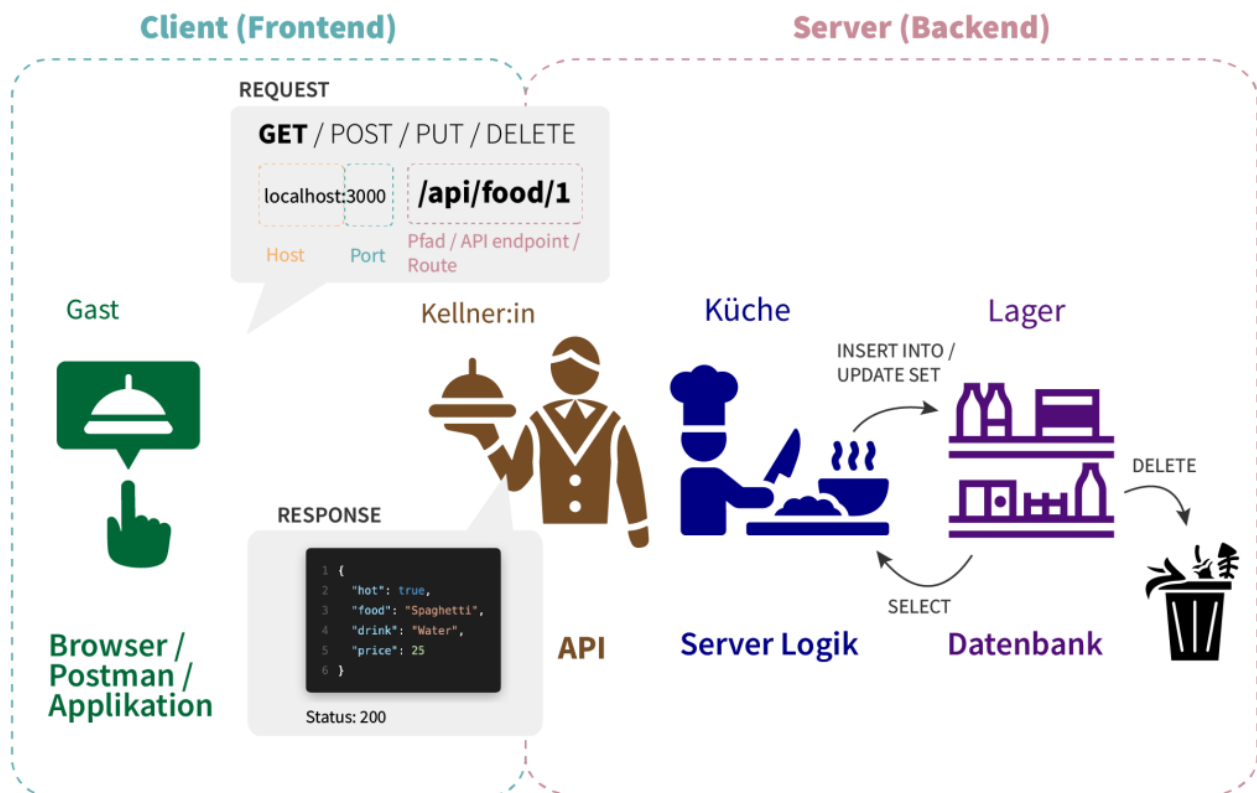 Client (Frontend)
Server (Backend)
REQUEST
GET / POST / PUT / DELETE
localhost:3000
/api/food/1
Host
Port
Pfad / API endpoint /
Route
Gast
Kellner:in
Küche
Lager
INSERT INTO /
UPDATE SET
DELETE
SELECT
RESPONSE
1 {
2 "hot": true,
3 "food": "Spaghetti",
4 "drink": "Water",
5 "price": 25
6 }
Status: 200
Browser /
Postman /
Applikation
API
Server Logik
Datenbank